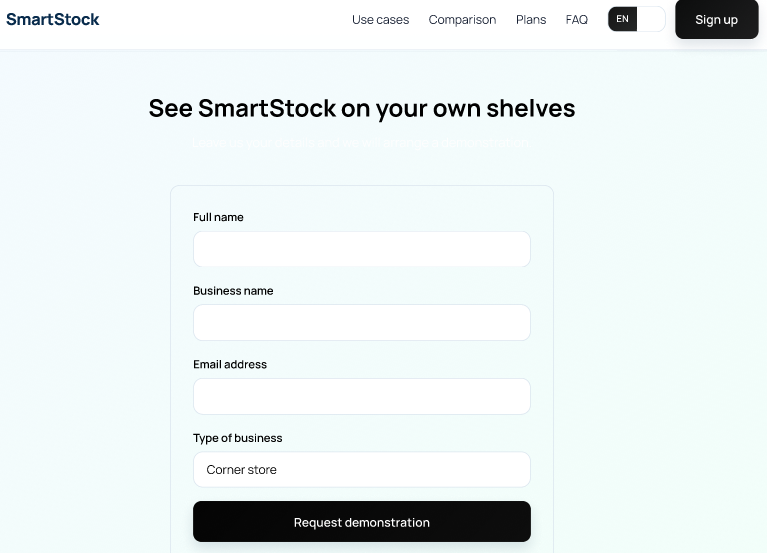 SmartStock
Use cases Comparison Plans FAQ EN Sign up
See SmartStock on your own shelves
Full name
Business name
Email address
Type of business
Corner store
Request demonstration